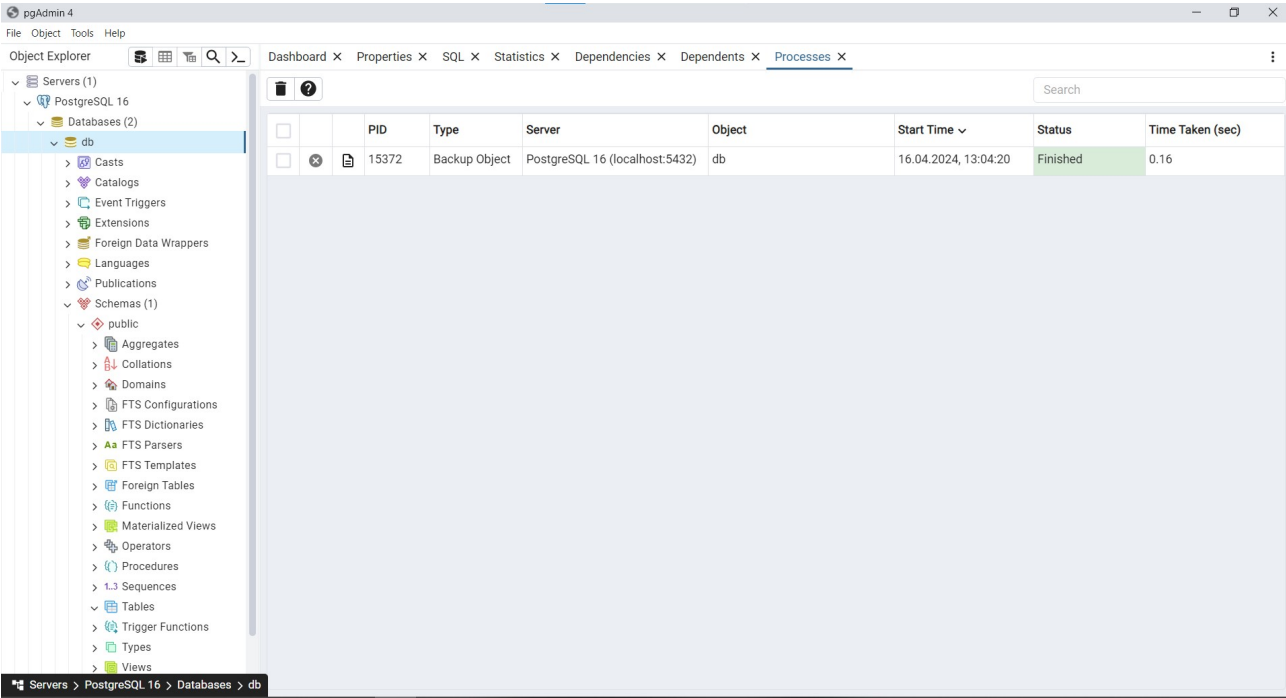 pgAdmin 4
File Object Tools Help
Object Explorer
Dashboard Properties SQL Statistics Dependencies Dependents Processes
Servers (1)
PostgreSQL 16
Databases (2)
db
Casts
Catalogs
Event Triggers
Extensions
Foreign Data Wrappers
Languages
Publications
Schemas (1)
public
Aggregates
Collations
Domains
FTS Configurations
FTS Dictionaries
Aa FTS Parsers
FTS Templates
Foreign Tables
Functions
Materialized Views
Operators
Procedures
1..3 Sequences
Tables
Trigger Functions
Types
Views
Servers > PostgreSQL 16 > Databases > db
Search
PID Type Server Object Start Time Status Time Taken (sec)
15372 Backup Object PostgreSQL 16 (localhost:5432) db 16.04.2024, 13:04:20 Finished 0.16